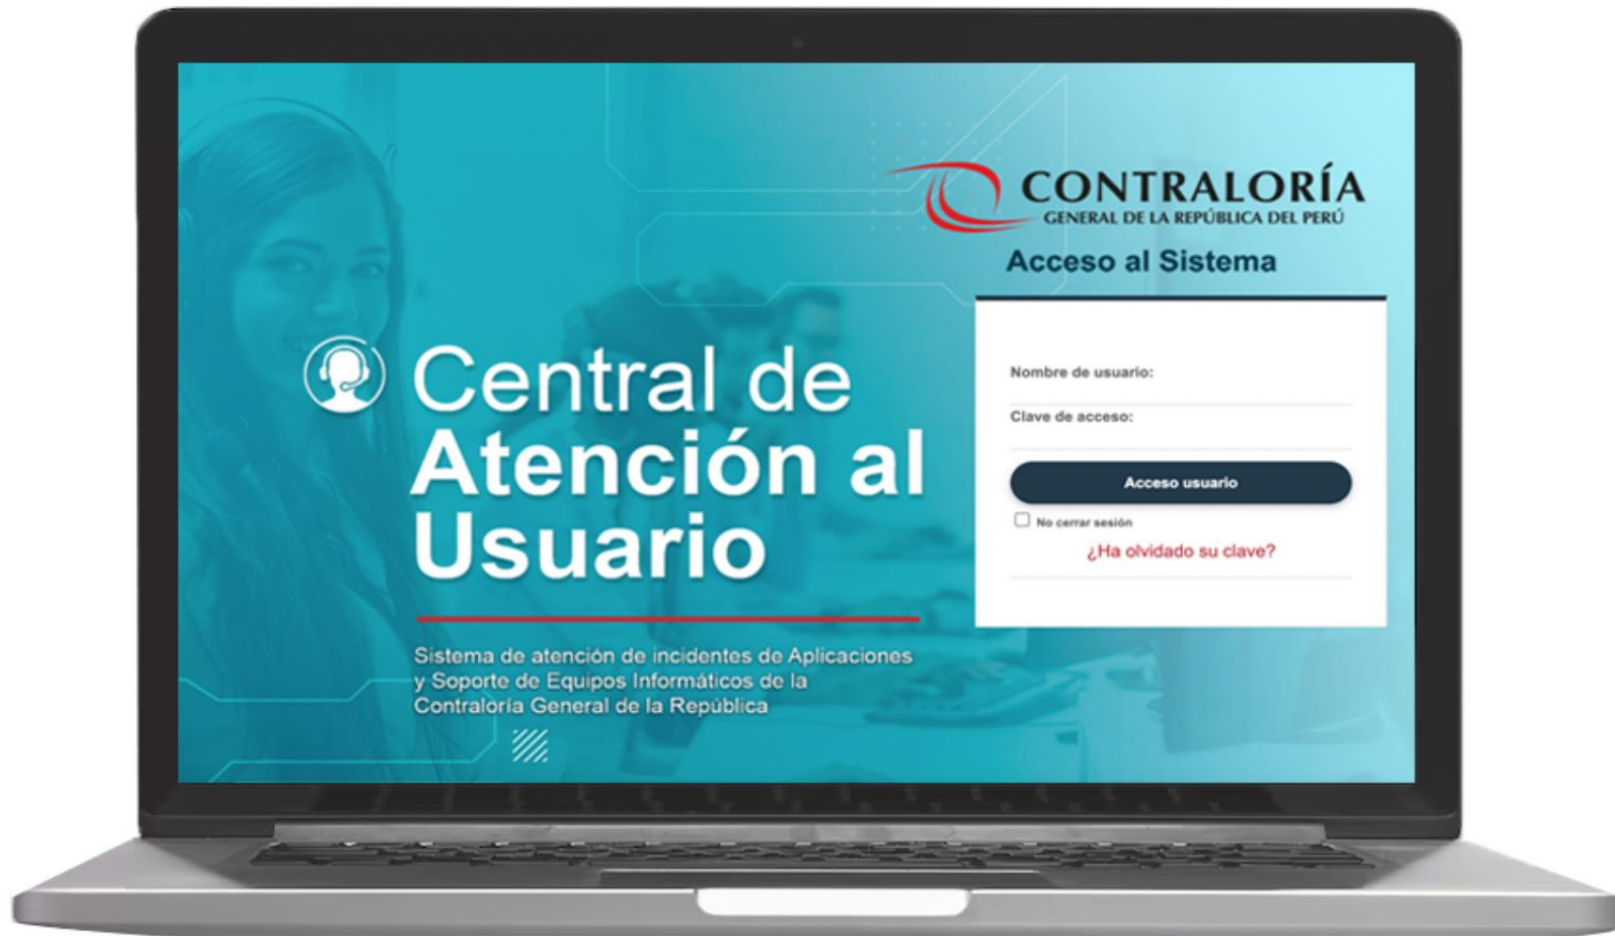 CONTRALORÍA
GENERAL DE LA REPÚBLICA DEL PERÚ
Acceso al Sistema
Nombre de usuario:
Clave de acceso:
Acceso usuario
No cerrar sesión
¿Ha olvidado su clave?
Central de
Atención al
Usuario
Sistema de atención de incidentes de Aplicaciones
y Soporte de Equipos Informáticos de la
Contraloría General de la República